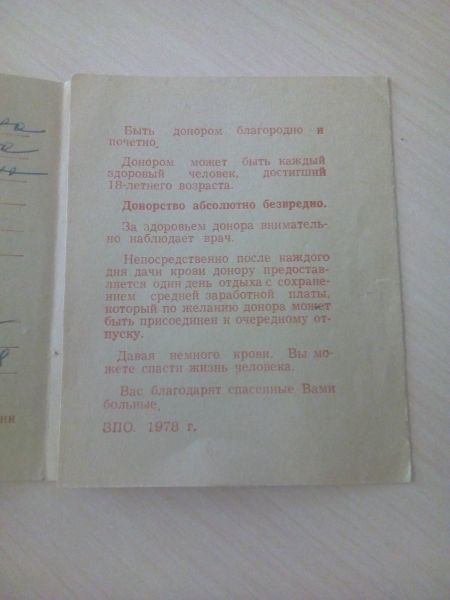 Быть донором благородно и
почетно.
Донором может быть каждый
здоровый человек, достигший
18-летнего возраста.
Донорство абсолютно безвредно.
За здоровьем донора вниматель-
но наблюдает врач.
Непосредственно после каждого
дня дачи крови донору предостав-
ляется один день отдыха с сохране-
нием средней заработной платы,
который по желанию донора может
быть присоединен к очередному от-
пуску.
Давая немного крови. Вы мо-
жете спасти жизнь человека.
Вас благодарят спасенные Вами
больные.
ЗПО. 1978 г.